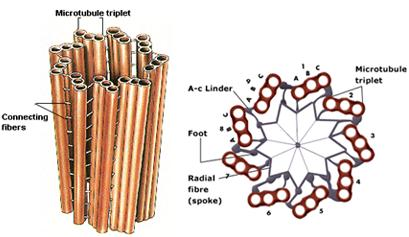 Microtubule triplet
Connecting
fibers
A-c Linder
Foot
Radial
fibre
(spoke)
Microtubule
triplet
1
A B C
2
3
4
5
6
7
8
A B C
A B C D